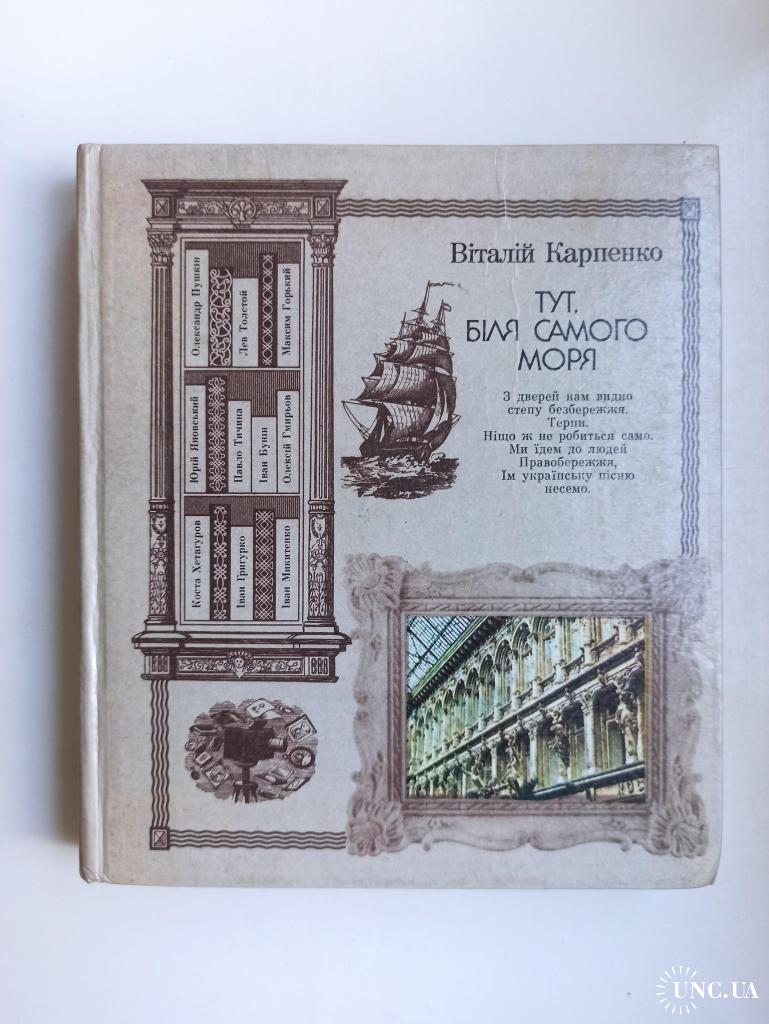 Віталій Карпенко
ТУТ,
БІЛЯ САМОГО
МОРЯ
З дверей нам видно
степу безбережжя.
Терпи.
Ніщо ж не робиться само.
Ми їдем до людей
Правобережжя,
Їм українську пісню
несемо.
Олександр Пушкін
Лев Толстой
Максим Горький
Юрій Яновський
Павло Тичина
Іван Бунін
Олексій Гмирьов
Коста Хетагуров
Іван Григурко
Іван Микитенко
UNC.UA